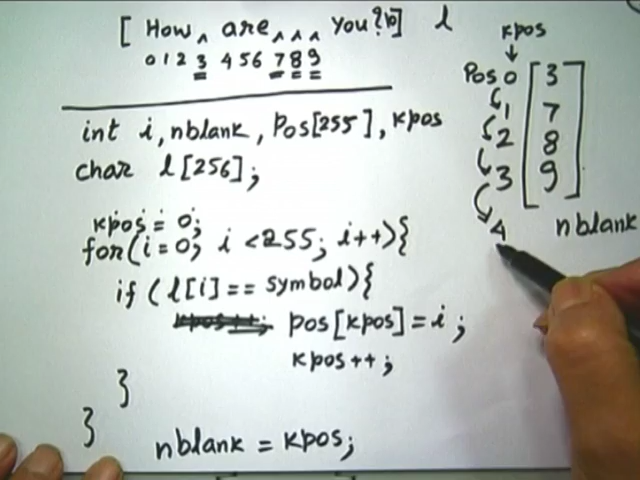 [ How ^ are ^ ^ ^ you?\0] l
0 1 2 3 4 5 6 7 8 9
int i, nblank, Pos[255], kpos
char l[256];
kpos = 0;
for(i=0; i<255; i++){
if (l[i] == symbol){
kpos++; pos[kpos] = i;
kpos++;
}
}
nblank = kpos;
kpos
Pos 0 3
1 7
2 8
3 9
4 nblank